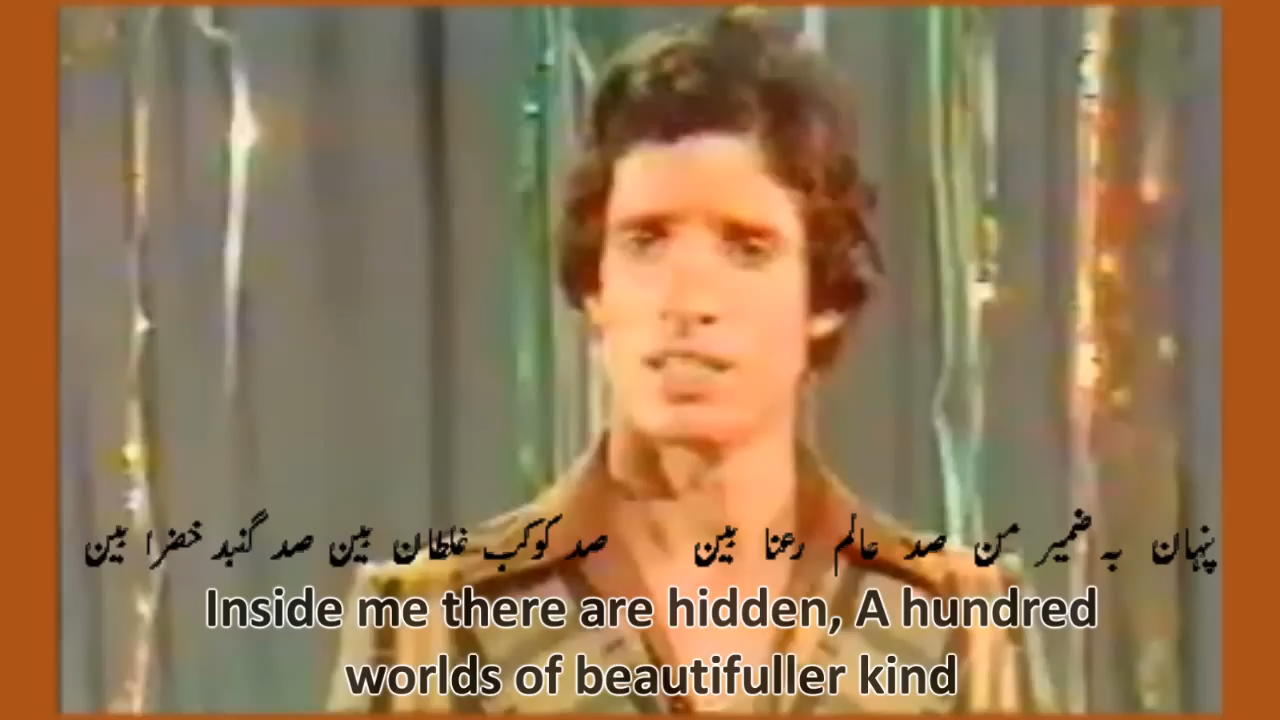 پنہان بہ ضمیر من صد عالم رعنا بین صد کوکب غلطان بین صد گنبد خضرا بین
Inside me there are hidden, A hundred
worlds of beautifuller kind